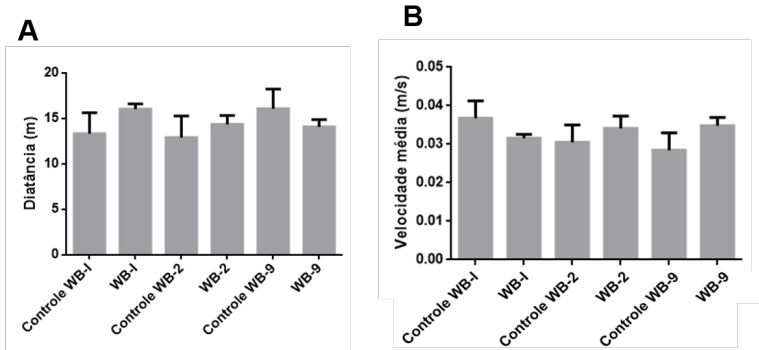 A
Diatância (m)
20
15
10
5
0
Controle WB-I
WB-I
Controle WB-2
WB-2
Controle WB-9
WB-9
B
Velocidade média (m/s)
0.05
0.04
0.03
0.02
0.01
0.00
Controle WB-I
WB-I
Controle WB-2
WB-2
Controle WB-9
WB-9